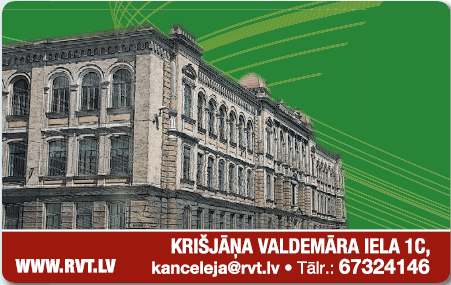 KRIŠJĀŅA VALDEMĀRA IELA 1C,
WWW.RVT.LV kanceleja@rvt.lv • Tālr.: 67324146